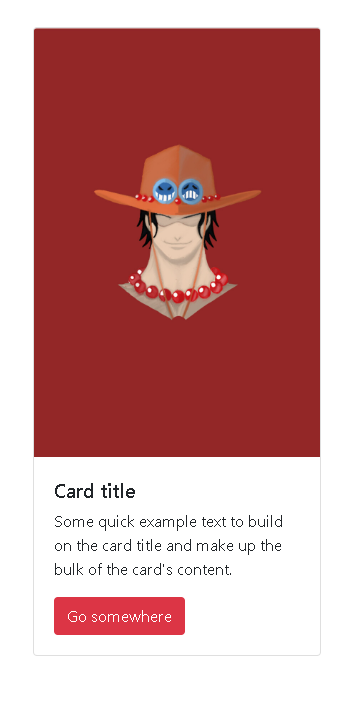 Card title
Some quick example text to build
on the card title and make up the
bulk of the card's content.
Go somewhere